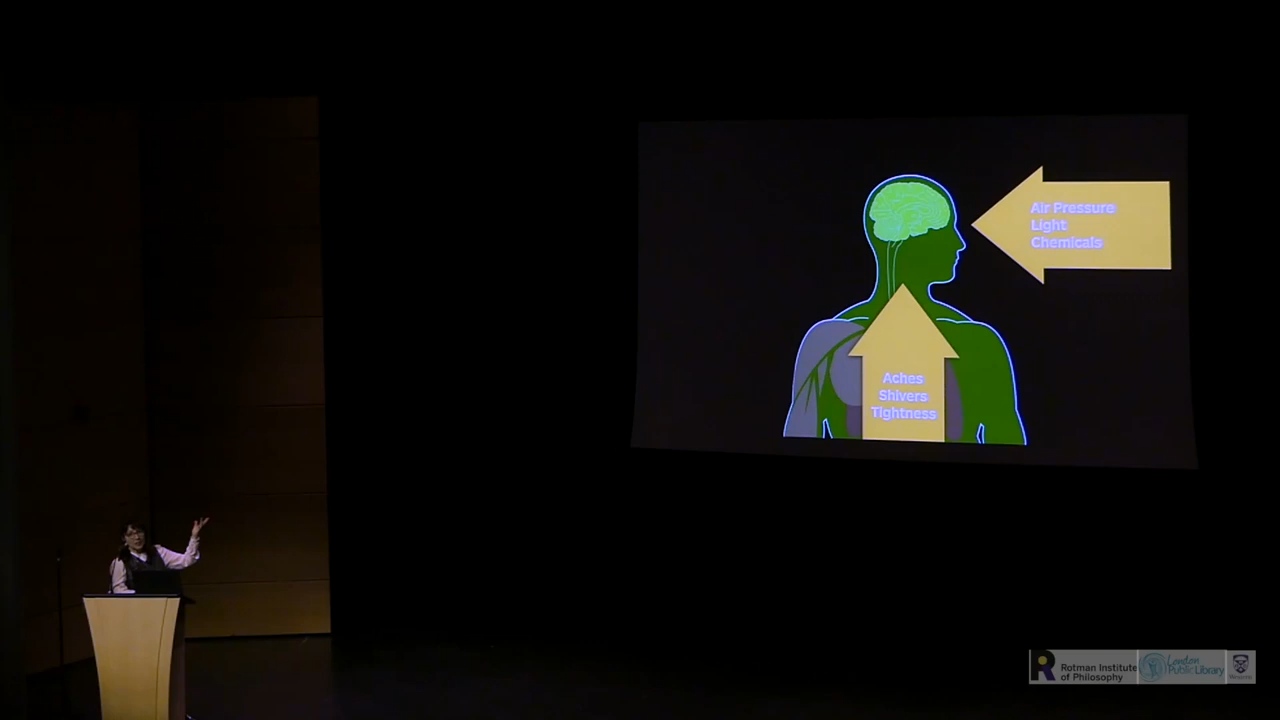 Air Pressure
Light
Chemicals
Aches
Shivers
Tightness
Rotman Institute
of Philosophy
London
Public Library